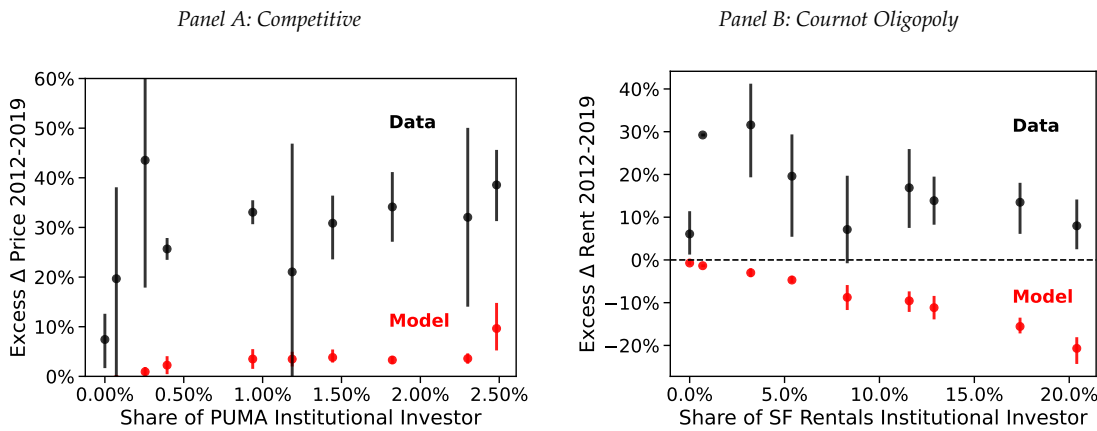 Panel A: Competitive
Excess Δ Price 2012-2019
60%
50%
40%
30%
20%
10%
0%
Data
Model
0.00% 0.50% 1.00% 1.50% 2.00% 2.50%
Share of PUMA Institutional Investor
Panel B: Cournot Oligopoly
Excess Δ Rent 2012-2019
40%
30%
20%
10%
0%
−10%
−20%
Data
Model
0.0% 5.0% 10.0% 15.0% 20.0%
Share of SF Rentals Institutional Investor